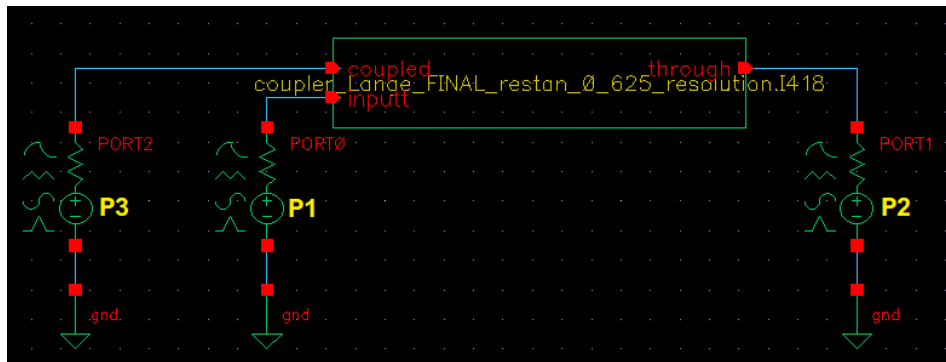 coupled
through
coupler_Lange_FINAL_restan_0_625_resolution.I418
inputt
PORT2
PORT0
PORT1
P3
P1
P2
gnd
gnd
gnd